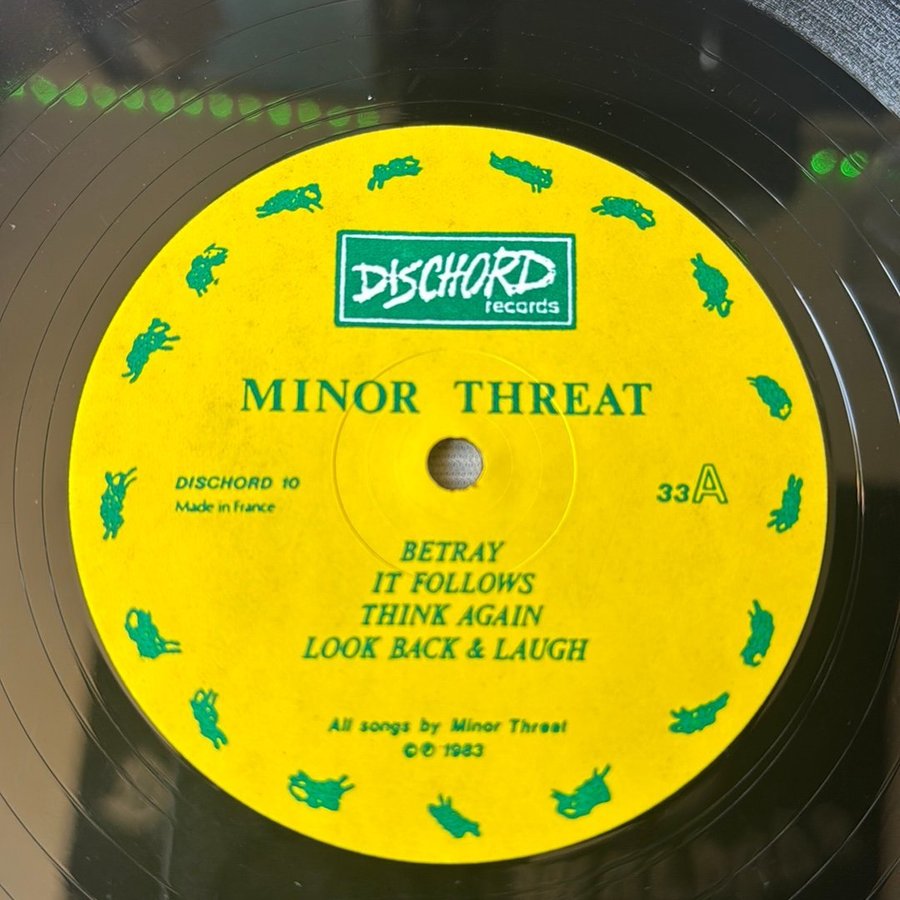 DISCHORD
records
MINOR THREAT
DISCHORD 10
Made in France
33 A
BETRAY
IT FOLLOWS
THINK AGAIN
LOOK BACK & LAUGH
All songs by Minor Threat
©℗ 1983